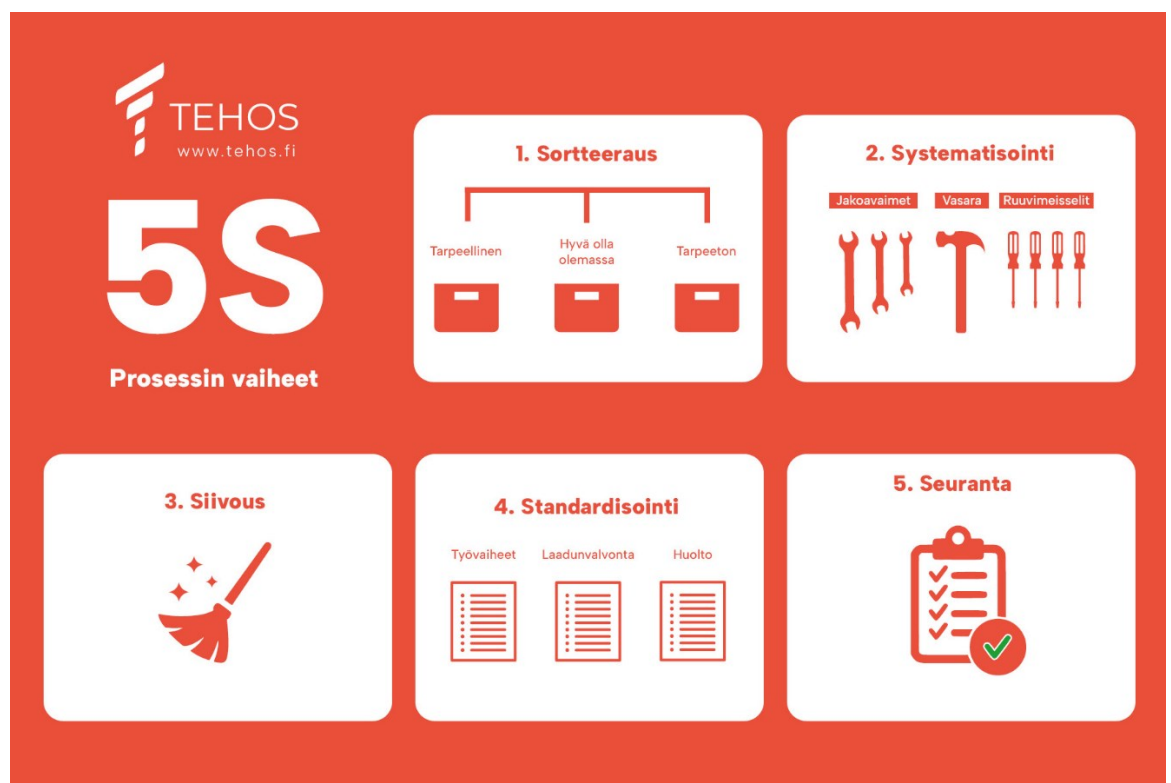 TEHOS
www.tehos.fi
5S
Prosessin vaiheet
1. Sortteeraus
Tarpeellinen
Hyvä olla
olemassa
Tarpeeton
2. Systematisointi
Jakoavaimet
Vasara
Ruuvimeisselit
3. Siivous
4. Standardisointi
Työvaiheet
Laadunvalvonta
Huolto
5. Seuranta